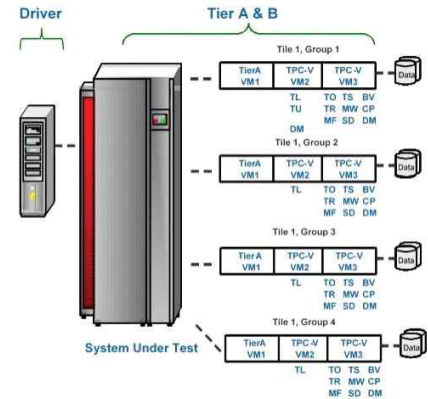 Driver
Tier A & B
Tile 1, Group 1
TierA VM1 TPC-V VM2 TPC-V VM3 Data
TL TO TS BV
TU TR MW CP
DM MF SD DM
Tile 1, Group 2
TierA VM1 TPC-V VM2 TPC-V VM3 Data
TL TO TS BV
TR MW CP
MF SD DM
Tile 1, Group 3
TierA VM1 TPC-V VM2 TPC-V VM3 Data
TL TO TS BV
TR MW CP
MF SD DM
Tile 1, Group 4
System Under Test
TierA VM1 TPC-V VM2 TPC-V VM3 Data
TL TO TS BV
TR MW CP
MF SD DM